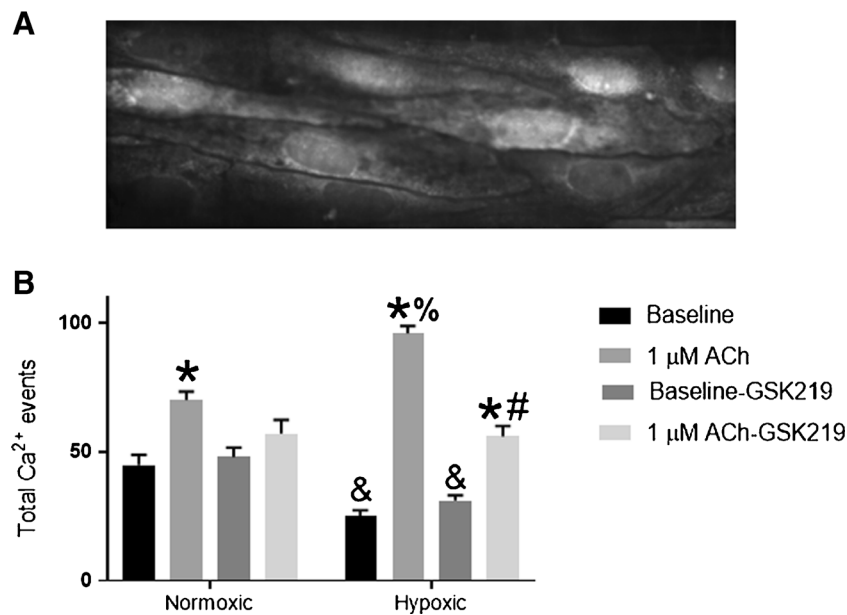 A
B
Total Ca²⁺ events
100
50
0
*
*%
&
&
*#
Normoxic
Hypoxic
Baseline
1 μM ACh
Baseline-GSK219
1 μM ACh-GSK219